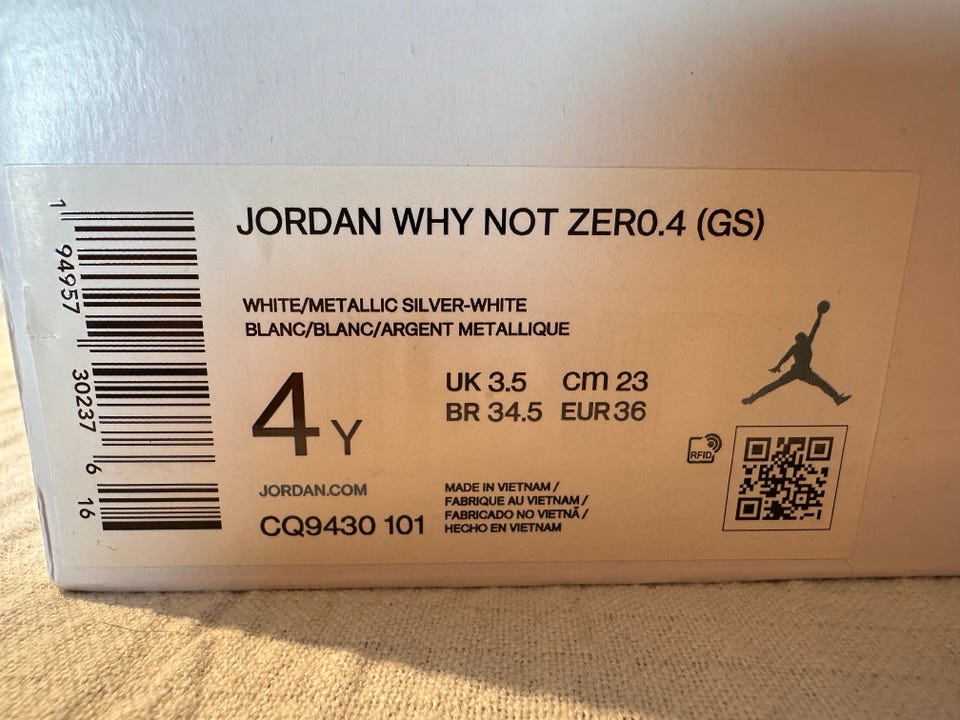 JORDAN WHY NOT ZER0.4 (GS)
WHITE/METALLIC SILVER-WHITE
BLANC/BLANC/ARGENT METALLIQUE
4 Y
UK 3.5 cm 23
BR 34.5 EUR 36
JORDAN.COM
CQ9430 101
MADE IN VIETNAM /
FABRIQUE AU VIETNAM /
FABRICADO NO VIETNÃ /
HECHO EN VIETNAM
RFID
1 94957 30237 6 16